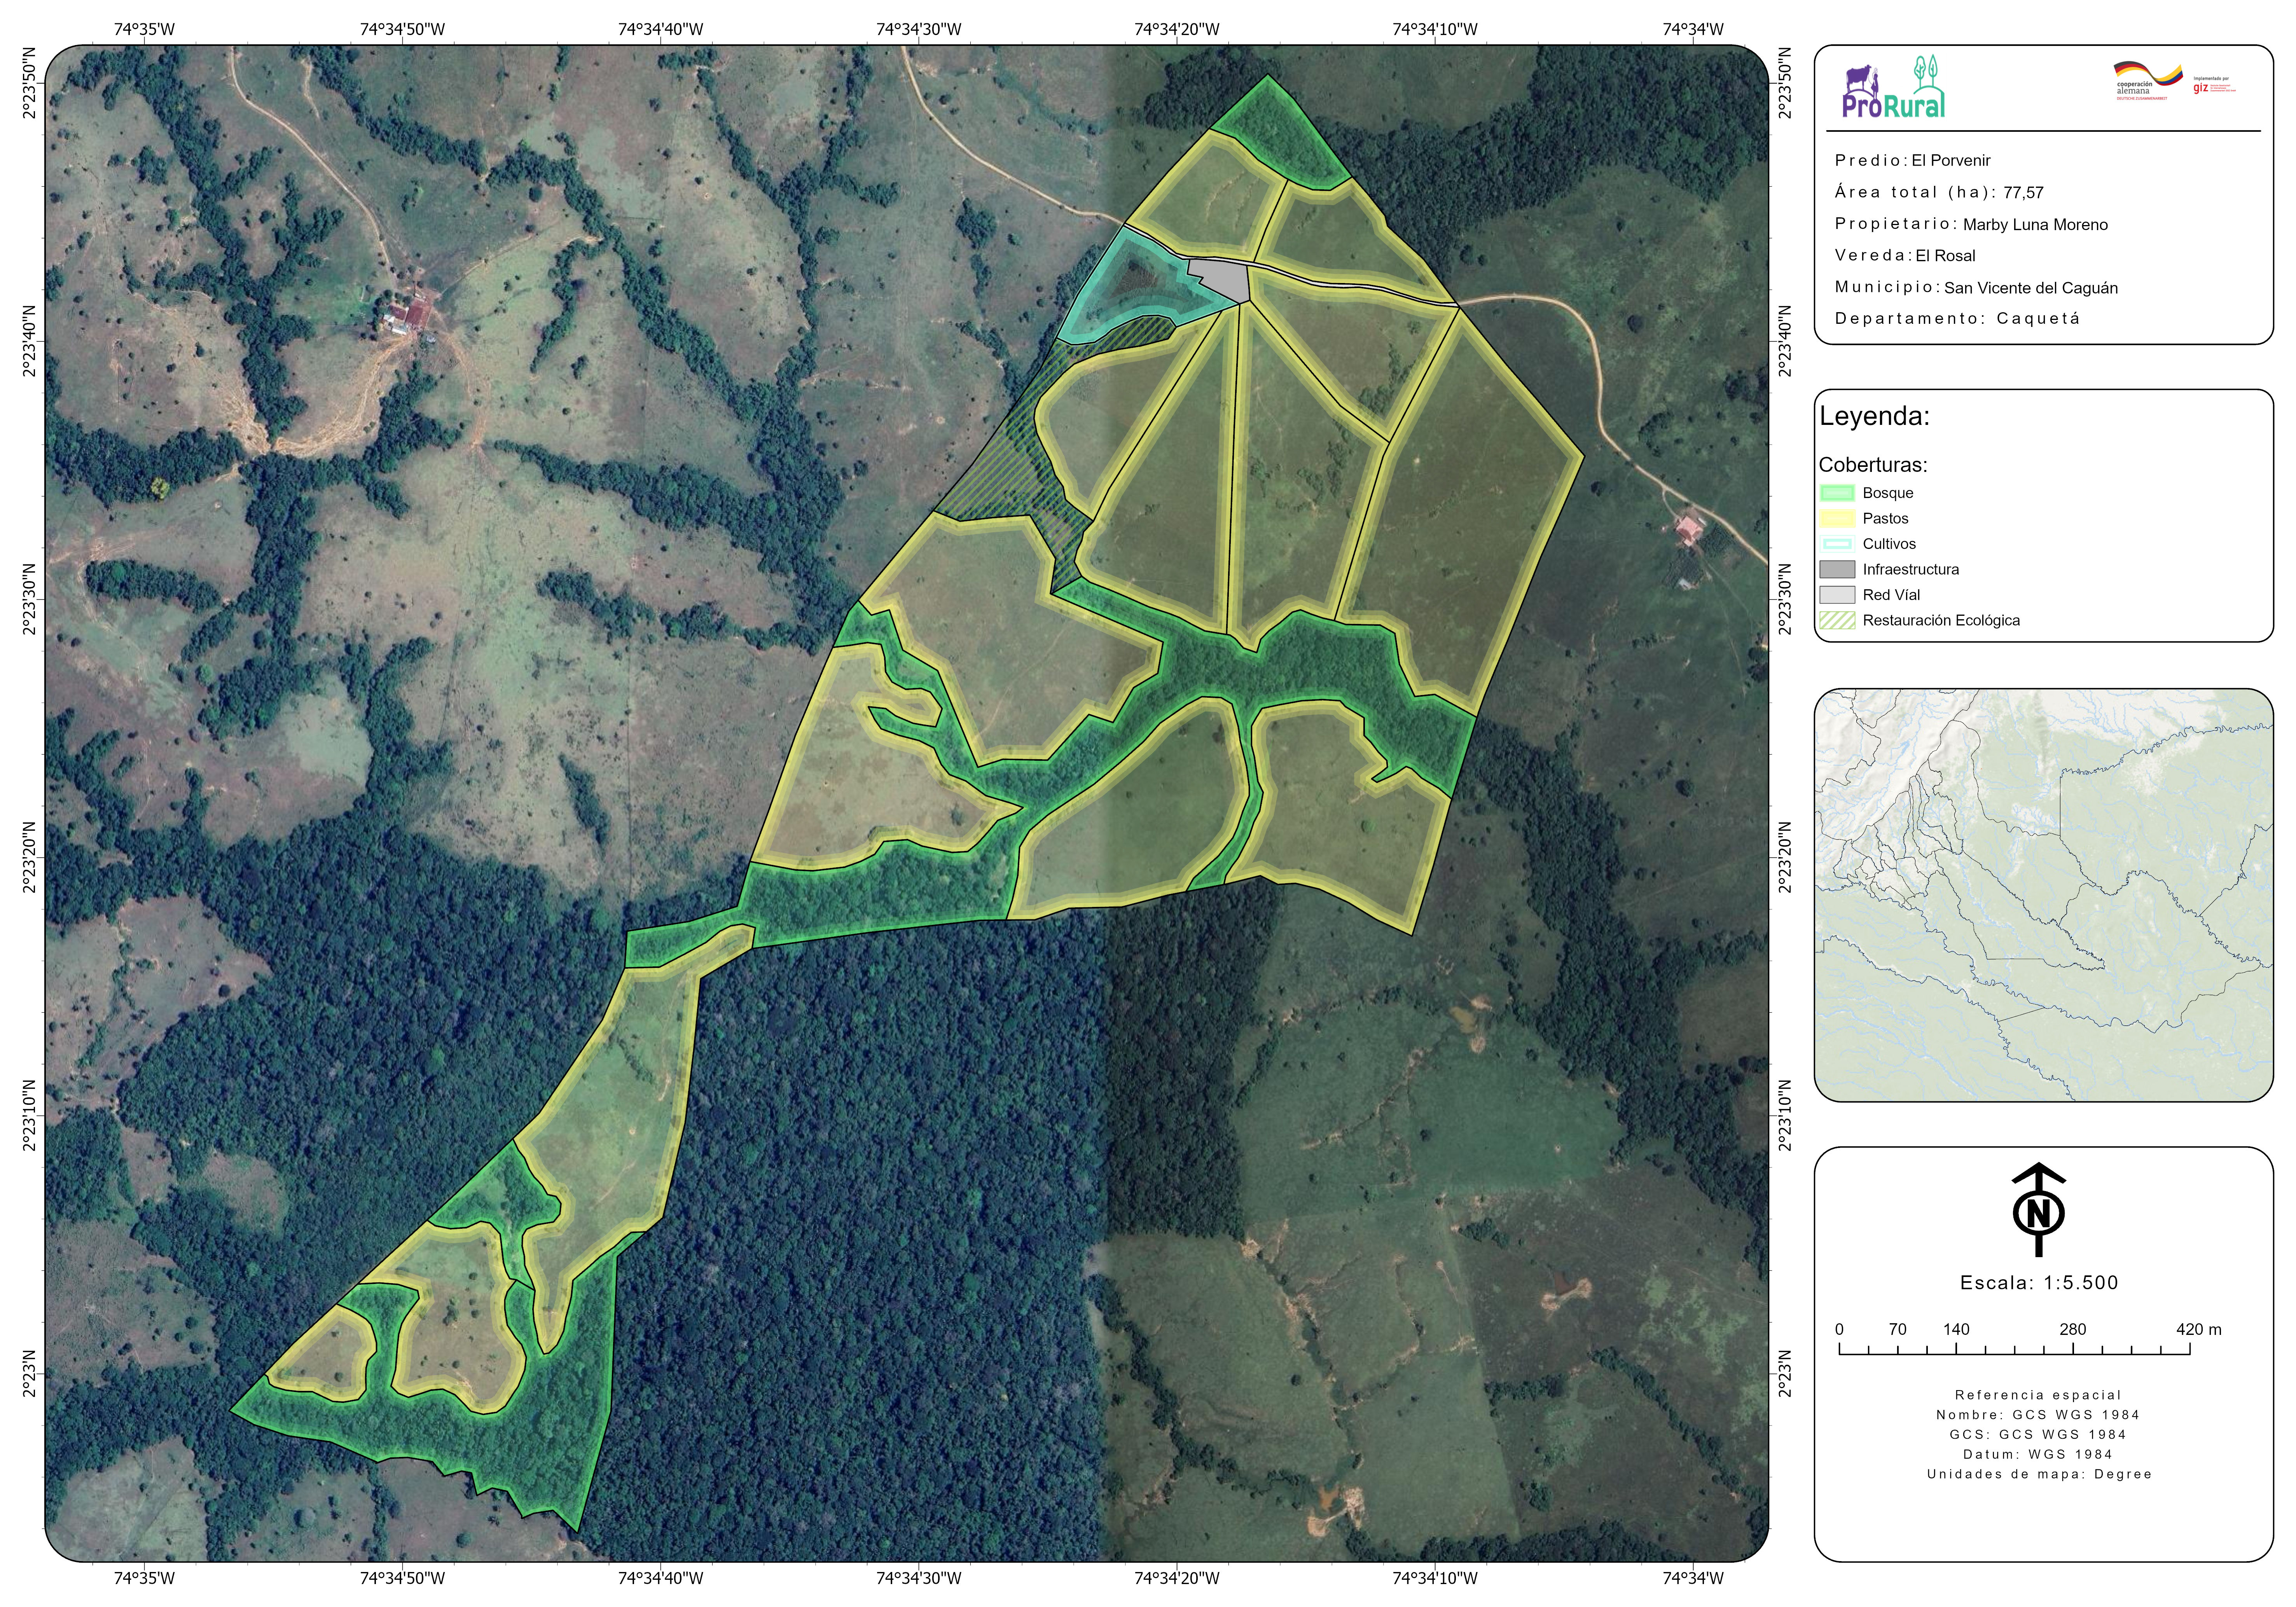 74°35'W 74°34'50"W 74°34'40"W 74°34'30"W 74°34'20"W 74°34'10"W 74°34'W
2°23'50"N 2°23'50"N
2°23'40"N 2°23'40"N
2°23'30"N 2°23'30"N
2°23'20"N 2°23'20"N
2°23'10"N 2°23'10"N
2°23'N 2°23'N
74°35'W 74°34'50"W 74°34'40"W 74°34'30"W 74°34'20"W 74°34'10"W 74°34'W
ProRural
cooperación
alemana
DEUTSCHE ZUSAMMENARBEIT
Implementada por
giz
Predio: El Porvenir
Área total (ha): 77,57
Propietario: Marby Luna Moreno
Vereda: El Rosal
Municipio: San Vicente del Caguán
Departamento: Caquetá
Leyenda:
Coberturas:
Bosque
Pastos
Cultivos
Infraestructura
Red Víal
Restauración Ecológica
N
Escala: 1:5.500
0 70 140 280 420 m
Referencia espacial
Nombre: GCS WGS 1984
GCS: GCS WGS 1984
Datum: WGS 1984
Unidades de mapa: Degree